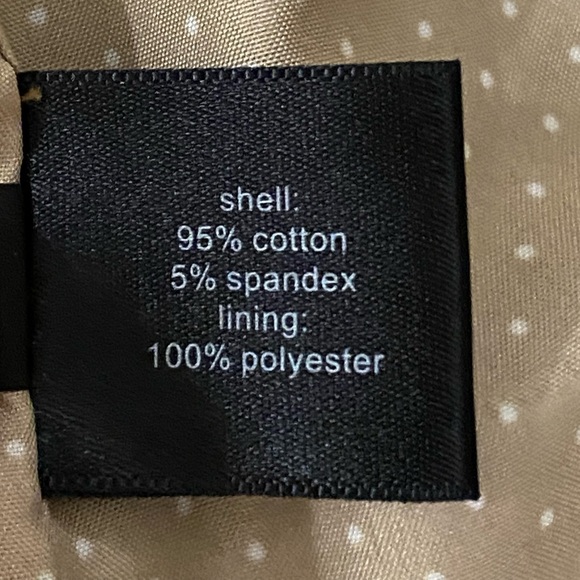 shell:
95% cotton
5% spandex
lining:
100% polyester